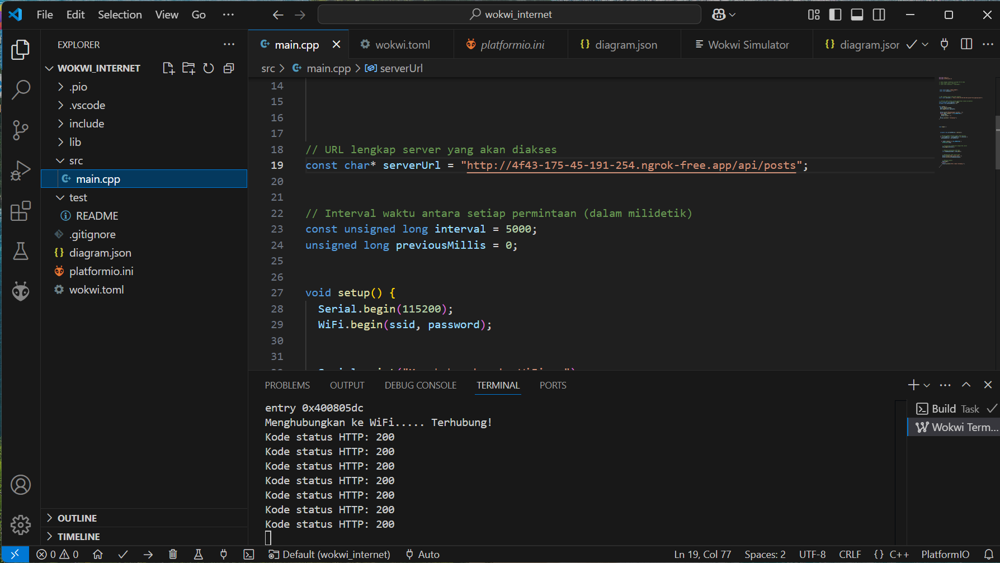 File Edit Selection View Go ···
wokwi_internet
EXPLORER
main.cpp
wokwi.toml
platformio.ini
diagram.json
Wokwi Simulator
diagram.jsor
WOKWI_INTERNET
.pio
.vscode
include
lib
src
main.cpp
test
README
.gitignore
diagram.json
platformio.ini
wokwi.toml
OUTLINE
TIMELINE
src > main.cpp > serverUrl
14
15
16
17
18 // URL lengkap server yang akan diakses
19 const char* serverUrl = "http://4f43-175-45-191-254.ngrok-free.app/api/posts";
20
21
22 // Interval waktu antara setiap permintaan (dalam milidetik)
23 const unsigned long interval = 5000;
24 unsigned long previousMillis = 0;
25
26
27 void setup() {
28 Serial.begin(115200);
29 WiFi.begin(ssid, password);
30
31
PROBLEMS OUTPUT DEBUG CONSOLE TERMINAL PORTS
entry 0x400805dc
Menghubungkan ke WiFi..... Terhubung!
Kode status HTTP: 200
Kode status HTTP: 200
Kode status HTTP: 200
Kode status HTTP: 200
Kode status HTTP: 200
Kode status HTTP: 200
Kode status HTTP: 200
Build Task
Wokwi Term...
0 0 Default (wokwi_internet) Auto Ln 19, Col 77 Spaces: 2 UTF-8 CRLF {} C++ PlatformIO